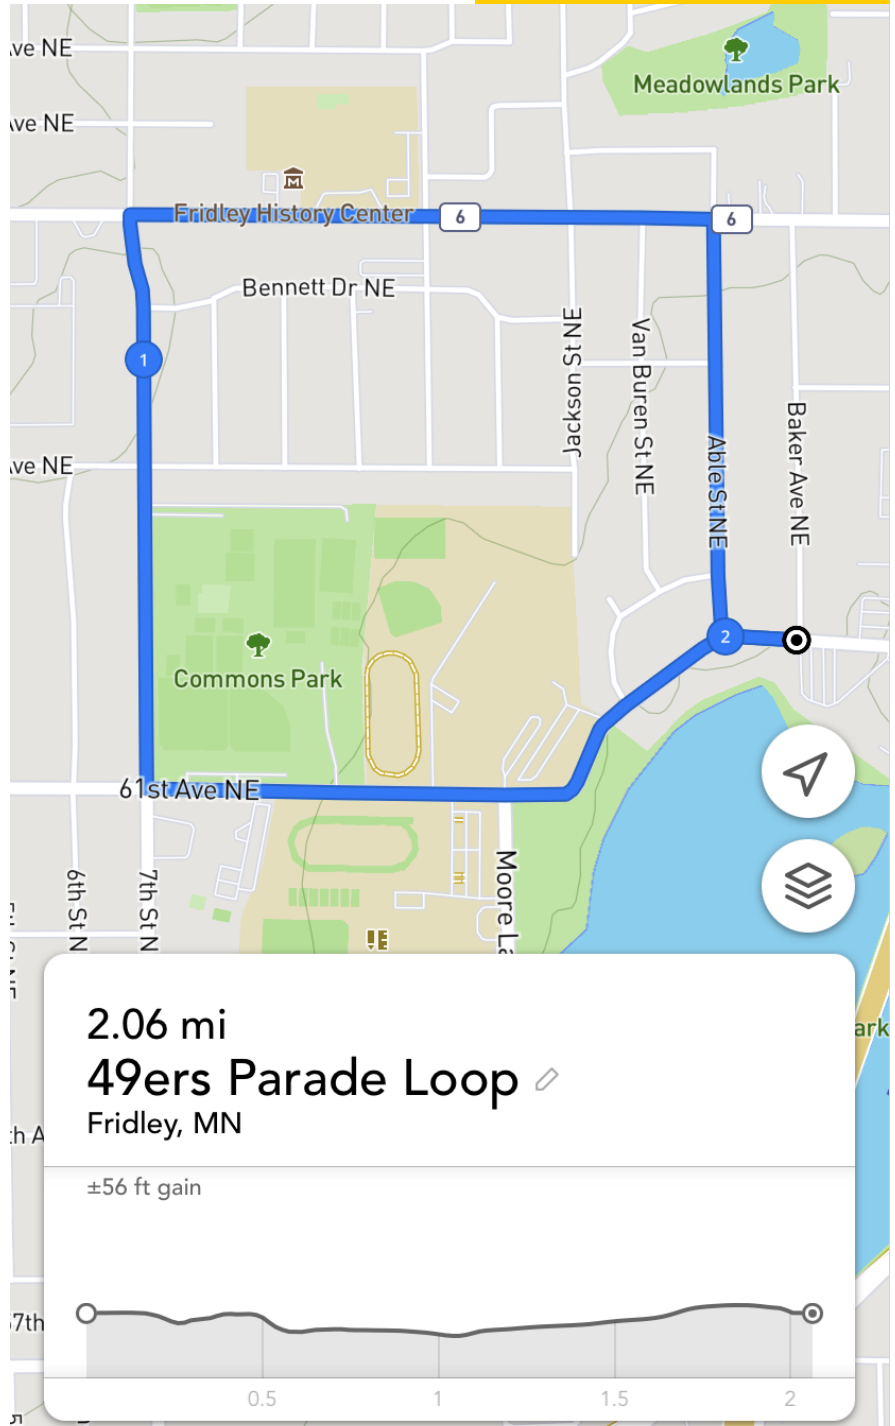 Ave NE
Meadowlands Park
Ave NE
Fridley History Center
6
6
Bennett Dr NE
Jackson St NE
Van Buren St NE
1
Baker Ave NE
Able St NE
Ave NE
2
Commons Park
61st Ave NE
6th St N
7th St N
Moore La
ark
2.06 mi
49ers Parade Loop
Fridley, MN
th A
±56 ft gain
57th
0.5
1
1.5
2